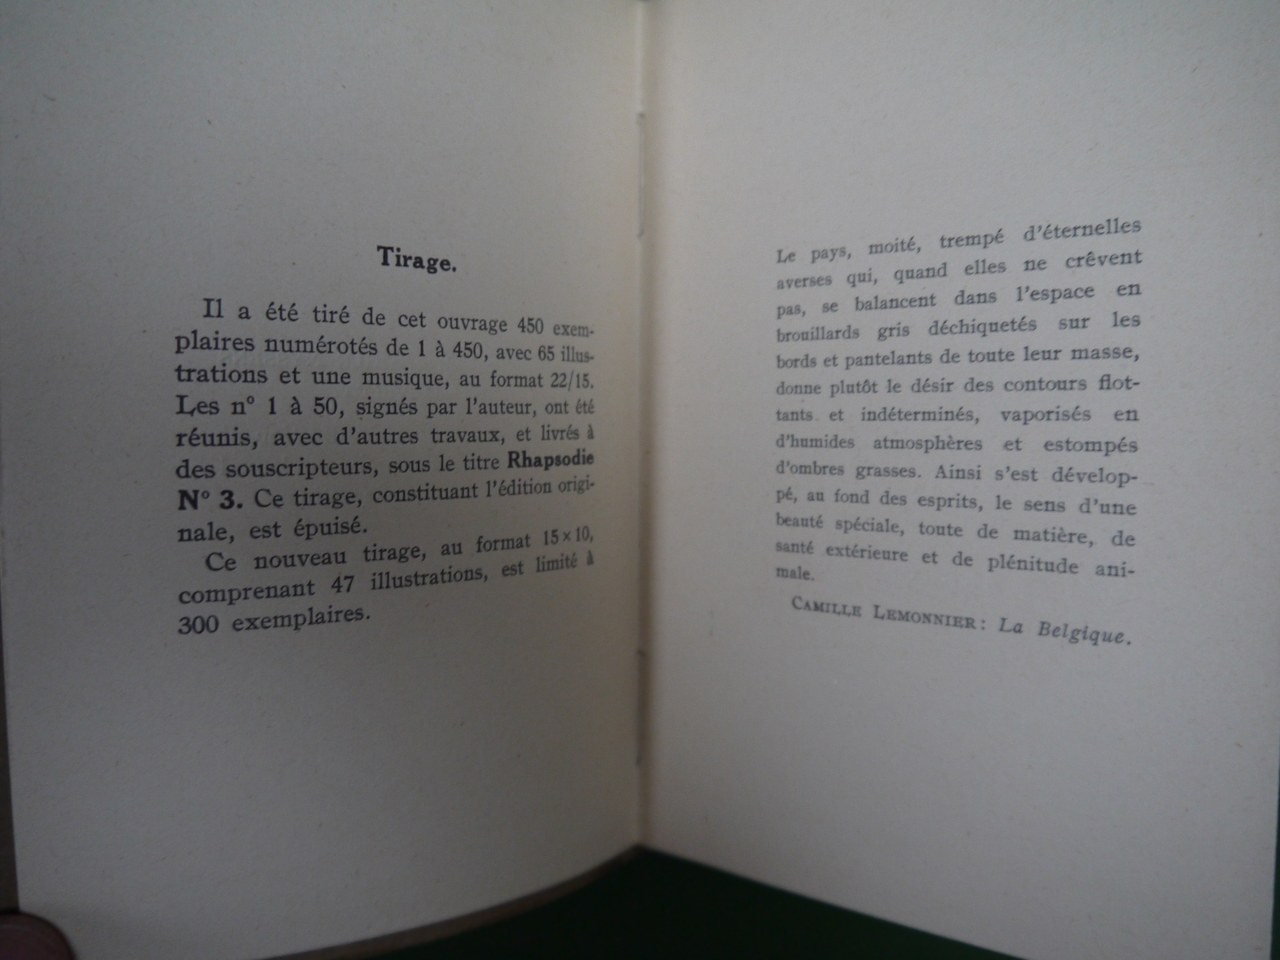 Tirage.
Il a été tiré de cet ouvrage 450 exem-
plaires numérotés de 1 à 450, avec 65 illus-
trations et une musique, au format 22/15.
Les n° 1 à 50, signés par l'auteur, ont été
réunis, avec d'autres travaux, et livrés à
des souscripteurs, sous le titre Rhapsodie
N° 3. Ce tirage, constituant l'édition origi-
nale, est épuisé.
Ce nouveau tirage, au format 15×10,
comprenant 47 illustrations, est limité à
300 exemplaires.
Le pays, moité, trempé d'éternelles
averses qui, quand elles ne crêvent
pas, se balancent dans l'espace en
brouillards gris déchiquetés sur les
bords et pantelants de toute leur masse,
donne plutôt le désir des contours flot-
tants et indéterminés, vaporisés en
d'humides atmosphères et estompés
d'ombres grasses. Ainsi s'est dévelop-
pé, au fond des esprits, le sens d'une
beauté spéciale, toute de matière, de
santé extérieure et de plénitude ani-
male.
CAMILLE LEMONNIER : La Belgique.